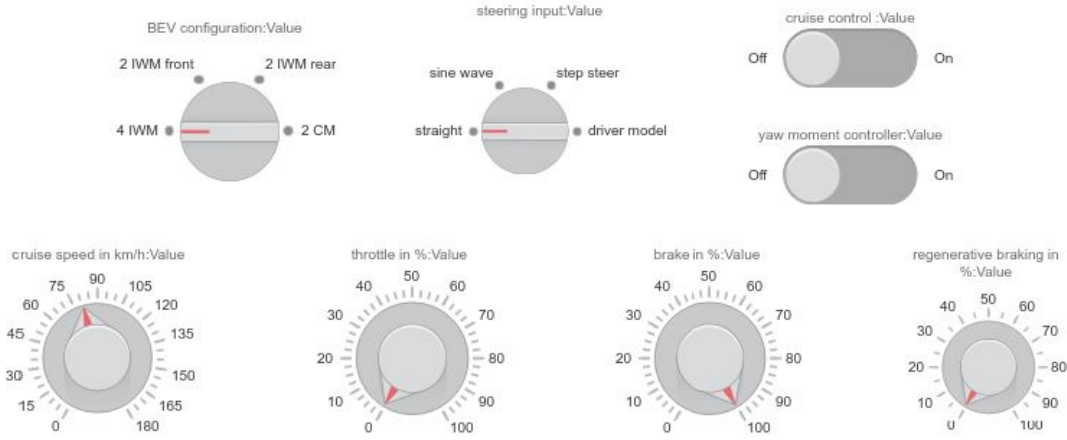 BEV configuration:Value
2 IWM front
2 IWM rear
4 IWM
2 CM
steering input:Value
sine wave
step steer
straight
driver model
cruise control :Value
Off
On
yaw moment controller:Value
Off
On
cruise speed in km/h:Value
0
15
30
45
60
75
90
105
120
135
150
165
180
throttle in %:Value
0
10
20
30
40
50
60
70
80
90
100
brake in %:Value
0
10
20
30
40
50
60
70
80
90
100
regenerative braking in
%:Value
0
10
20
30
40
50
60
70
80
90
100